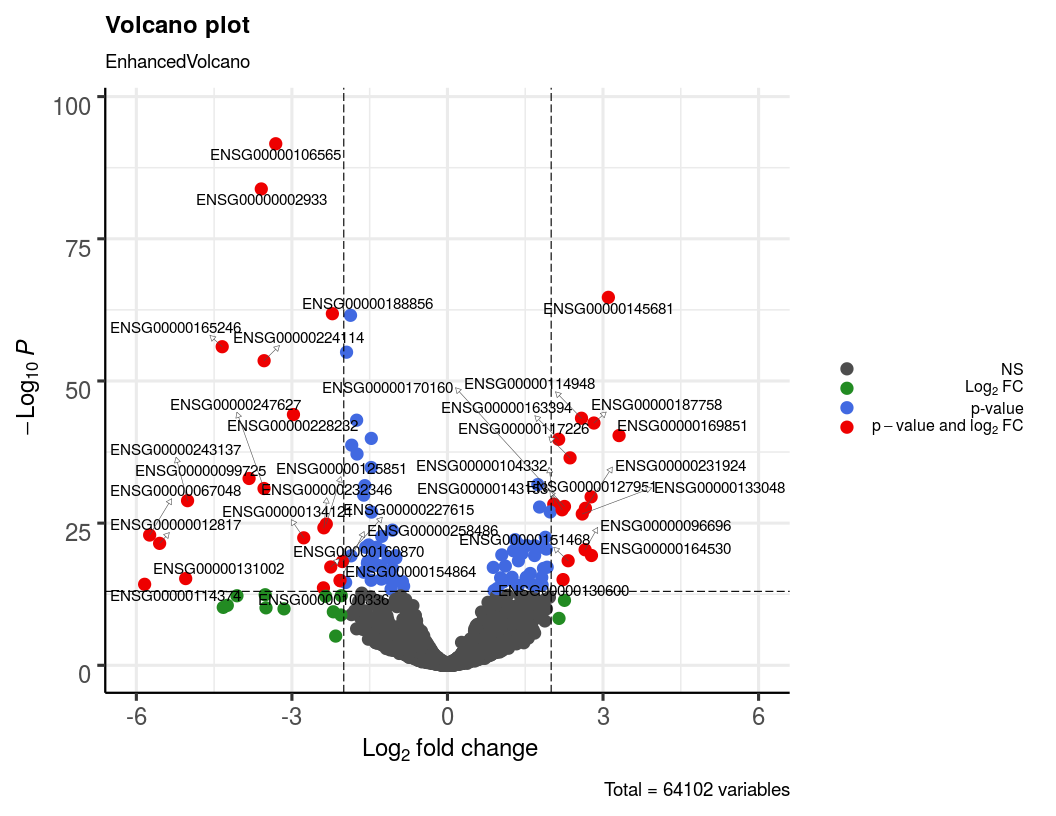 Volcano plot
EnhancedVolcano
100
75
50
25
0
-6
-3
0
3
6
−Log10 P
Log2 fold change
Total = 64102 variables
NS
Log2 FC
p-value
p − value and log2 FC
ENSG00000106565
ENSG00000002933
ENSG00000188856
ENSG00000145681
ENSG00000165246
ENSG00000224114
ENSG00000170160
ENSG00000114948
ENSG00000247627
ENSG00000163394
ENSG00000187758
ENSG00000228232
ENSG00000117226
ENSG00000169851
ENSG00000243137
ENSG00000099725
ENSG00000125851
ENSG00000104332
ENSG00000231924
ENSG00000067048
ENSG00000232346
ENSG00000127951
ENSG00000133048
ENSG00000134121
ENSG00000227615
ENSG00000012817
ENSG00000258486
ENSG00000151468
ENSG00000096696
ENSG00000160870
ENSG00000164530
ENSG00000131002
ENSG00000154864
ENSG00000114374
ENSG00000100336
ENSG00000130600